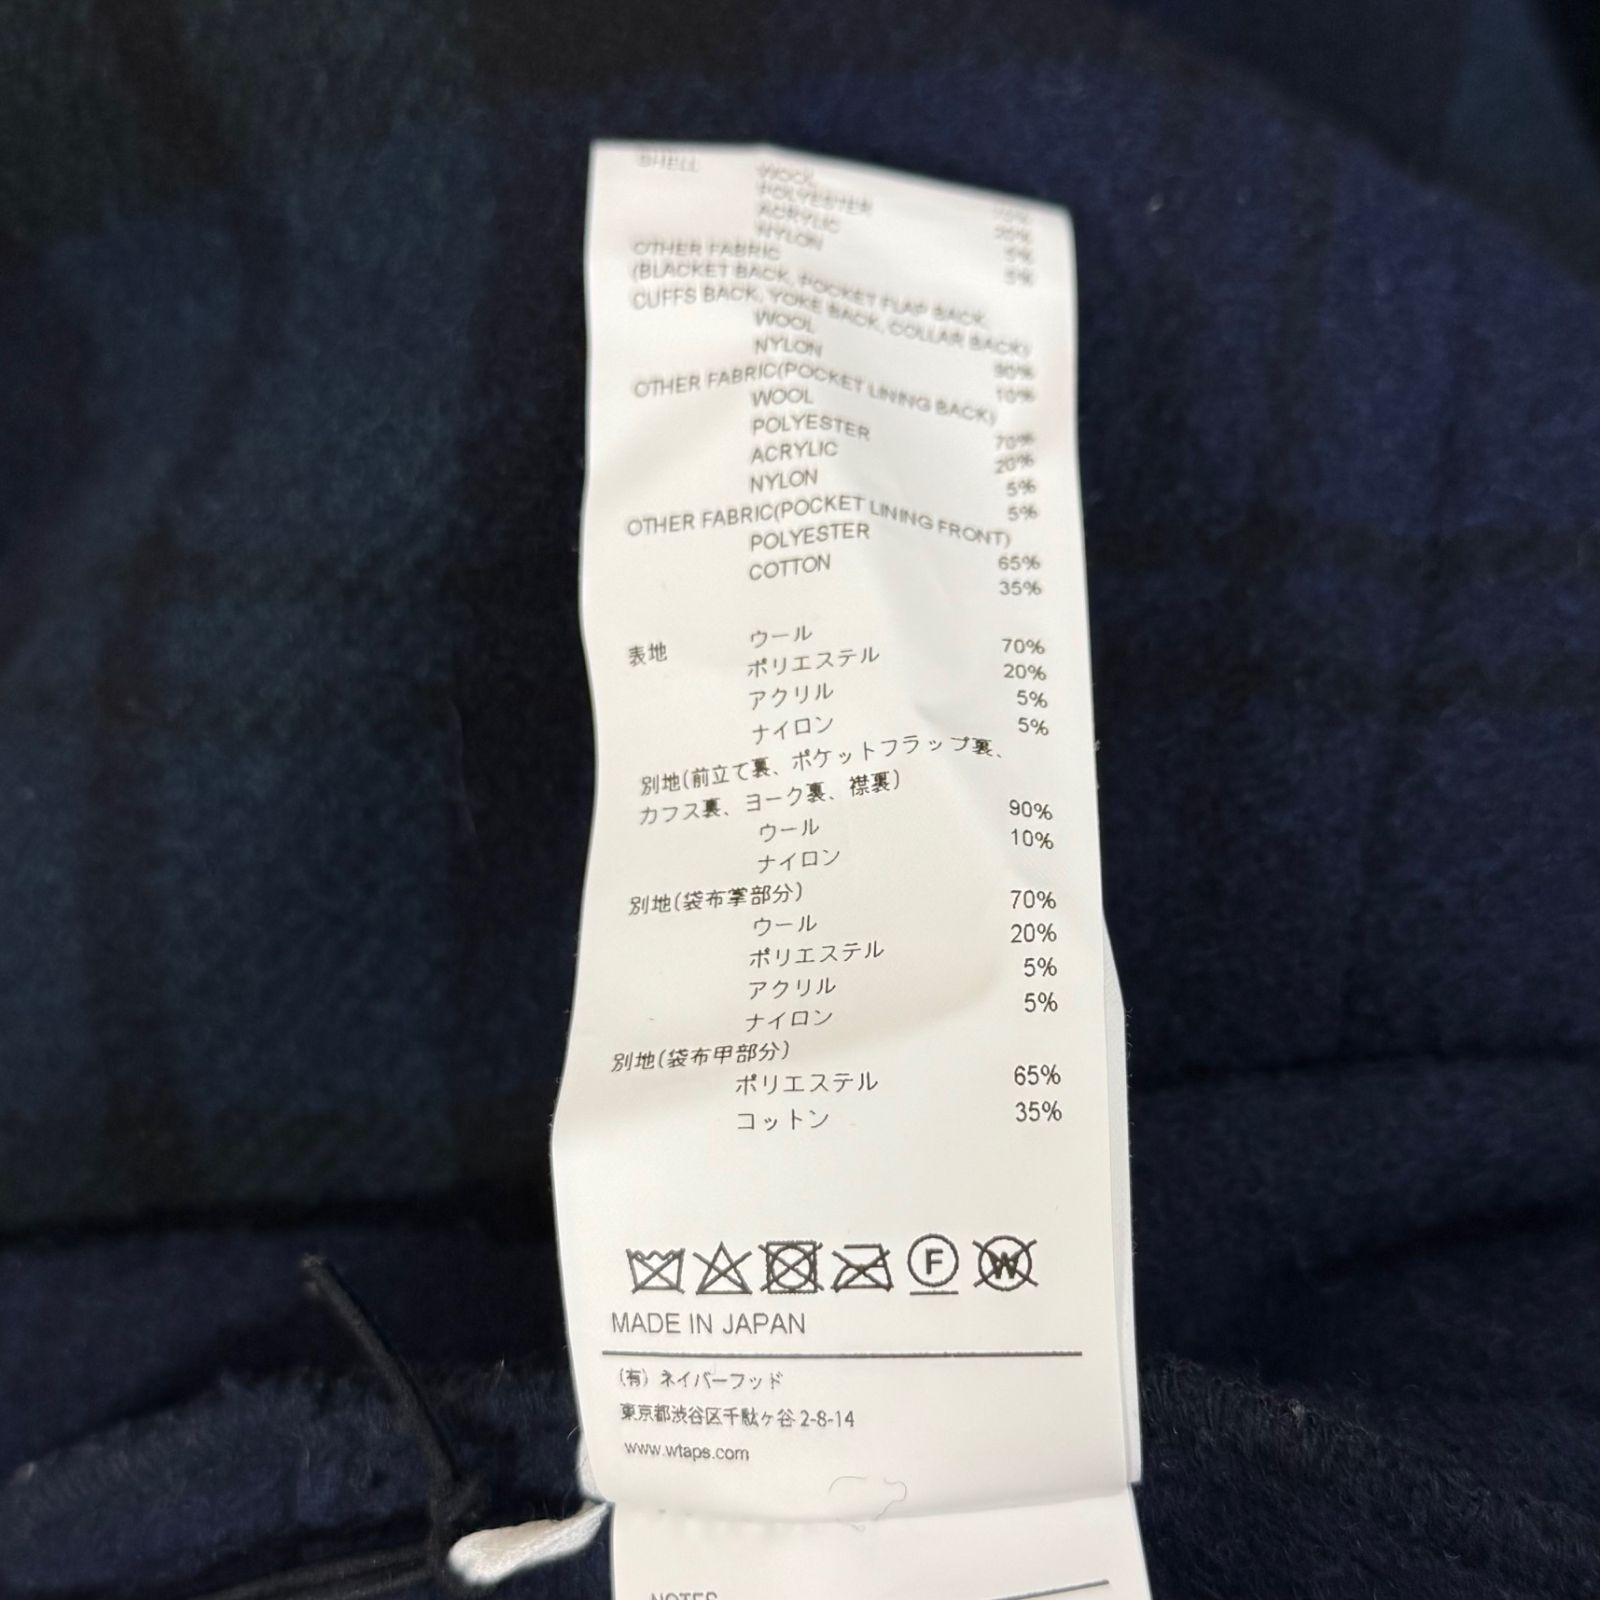 SHELL WOOL 70%
POLYESTER 20%
ACRYLIC 5%
NYLON 5%
OTHER FABRIC
(BLACKET BACK, POCKET FLAP BACK,
CUFFS BACK, YOKE BACK, COLLAR BACK)
WOOL 90%
NYLON 10%
OTHER FABRIC(POCKET LINING BACK)
WOOL 70%
POLYESTER 20%
ACRYLIC 5%
NYLON 5%
OTHER FABRIC(POCKET LINING FRONT)
POLYESTER 65%
COTTON 35%
表地 ウール 70%
ポリエステル 20%
アクリル 5%
ナイロン 5%
別地(前立て裏、ポケットフラップ裏、
カフス裏、ヨーク裏、襟裏)
ウール 90%
ナイロン 10%
別地(袋布掌部分)
ウール 70%
ポリエステル 20%
アクリル 5%
ナイロン 5%
別地(袋布甲部分)
ポリエステル 65%
コットン 35%
F W
MADE IN JAPAN
(有) ネイバーフッド
東京都渋谷区千駄ヶ谷 2-8-14
www.wtaps.com
NOTES